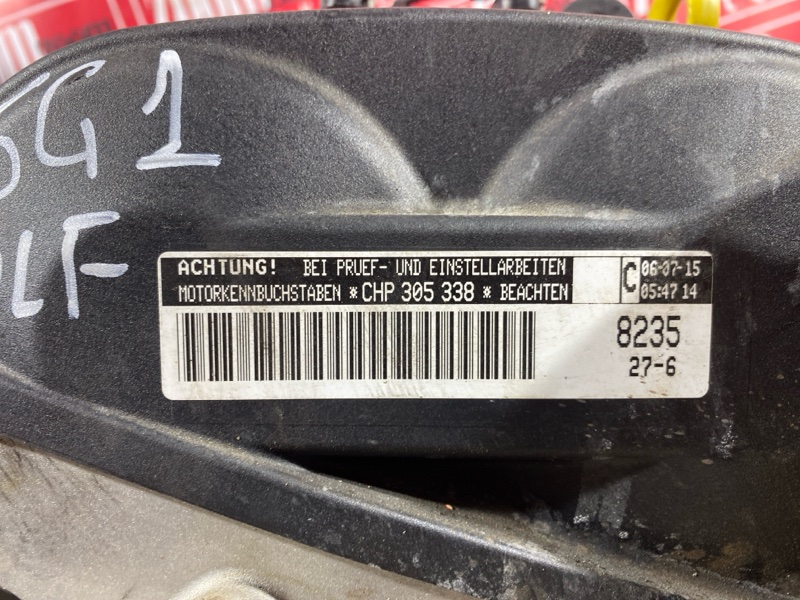 5G1
ACHTUNG! BEI PRUEF- UND EINSTELLARBEITEN
MOTORKENNBUCHSTABEN * CHP 305 338 * BEACHTEN
C 06-07-15
05:47 14
8235
27-6